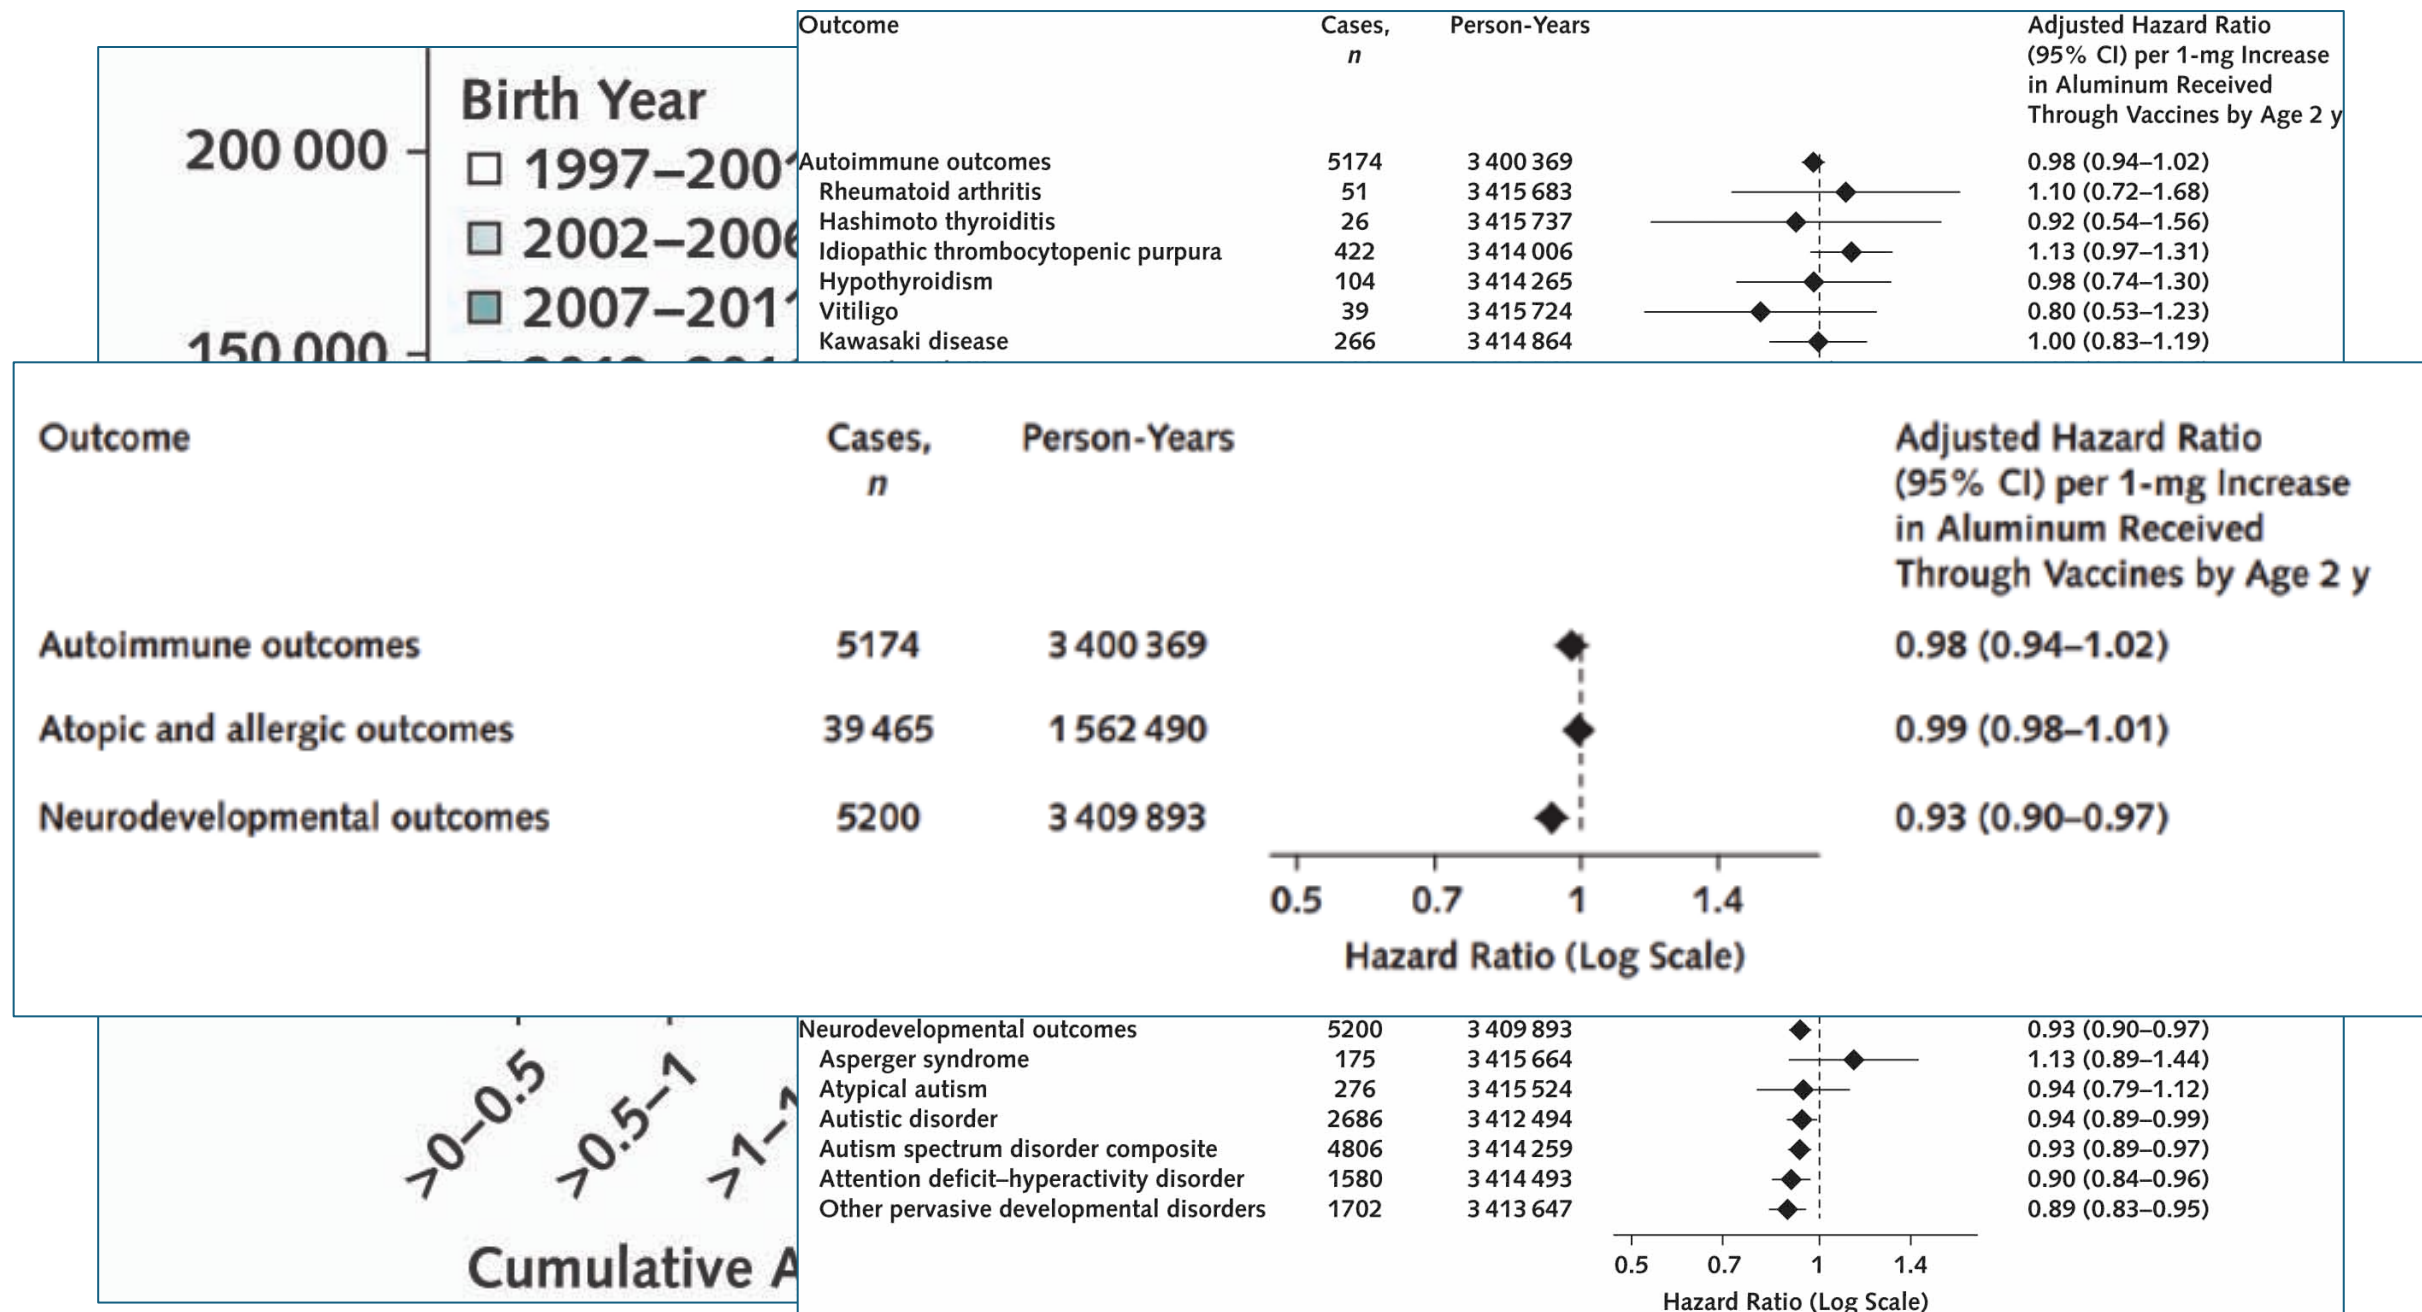 Outcome Cases, Person-Years Adjusted Hazard Ratio
n (95% CI) per 1-mg Increase
in Aluminum Received
Through Vaccines by Age 2 y
Autoimmune outcomes 5174 3 400 369 0.98 (0.94–1.02)
Rheumatoid arthritis 51 3 415 683 1.10 (0.72–1.68)
Hashimoto thyroiditis 26 3 415 737 0.92 (0.54–1.56)
Idiopathic thrombocytopenic purpura 422 3 414 006 1.13 (0.97–1.31)
Hypothyroidism 104 3 414 265 0.98 (0.74–1.30)
Vitiligo 39 3 415 724 0.80 (0.53–1.23)
Kawasaki disease 266 3 414 864 1.00 (0.83–1.19)
Birth Year
200 000
1997–2001
2002–2006
2007–2011
150 000
Outcome Cases, Person-Years Adjusted Hazard Ratio
n (95% CI) per 1-mg Increase
in Aluminum Received
Through Vaccines by Age 2 y
Autoimmune outcomes 5174 3 400 369 0.98 (0.94–1.02)
Atopic and allergic outcomes 39 465 1 562 490 0.99 (0.98–1.01)
Neurodevelopmental outcomes 5200 3 409 893 0.93 (0.90–0.97)
0.5 0.7 1 1.4
Hazard Ratio (Log Scale)
Neurodevelopmental outcomes 5200 3 409 893 0.93 (0.90–0.97)
Asperger syndrome 175 3 415 664 1.13 (0.89–1.44)
Atypical autism 276 3 415 524 0.94 (0.79–1.12)
Autistic disorder 2686 3 412 494 0.94 (0.89–0.99)
Autism spectrum disorder composite 4806 3 414 259 0.93 (0.89–0.97)
Attention deficit–hyperactivity disorder 1580 3 414 493 0.90 (0.84–0.96)
Other pervasive developmental disorders 1702 3 413 647 0.89 (0.83–0.95)
0.5 0.7 1 1.4
Hazard Ratio (Log Scale)
>0–0.5
>0.5–1
>1–1
Cumulative A